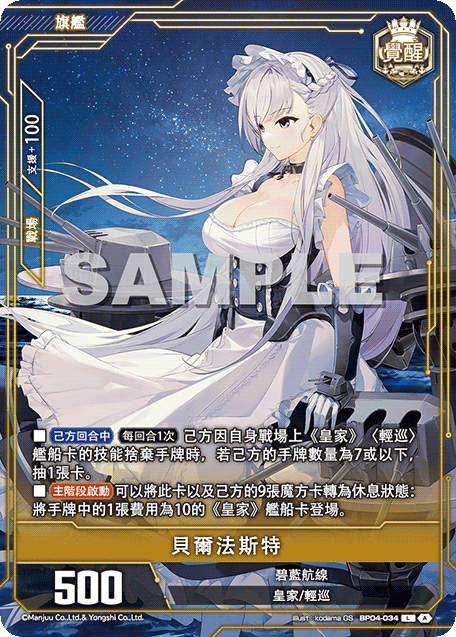 旗艦
覺醒
支援+100
戰場
SAMPLE
■ 己方回合中 每回合1次 己方因自身戰場上《皇家》〈輕巡〉
艦船卡的技能捨棄手牌時，若己方的手牌數量為7或以下，
抽1張卡。
■ 主階段啟動 可以將此卡以及己方的9張魔方卡轉為休息狀態：
將手牌中的1張費用為10的《皇家》艦船卡登場。
貝爾法斯特
500
碧藍航線
皇家/輕巡
©Manjuu Co.,Ltd.& Yongshi Co.,Ltd.
illust kodama GS BP04-034 L A